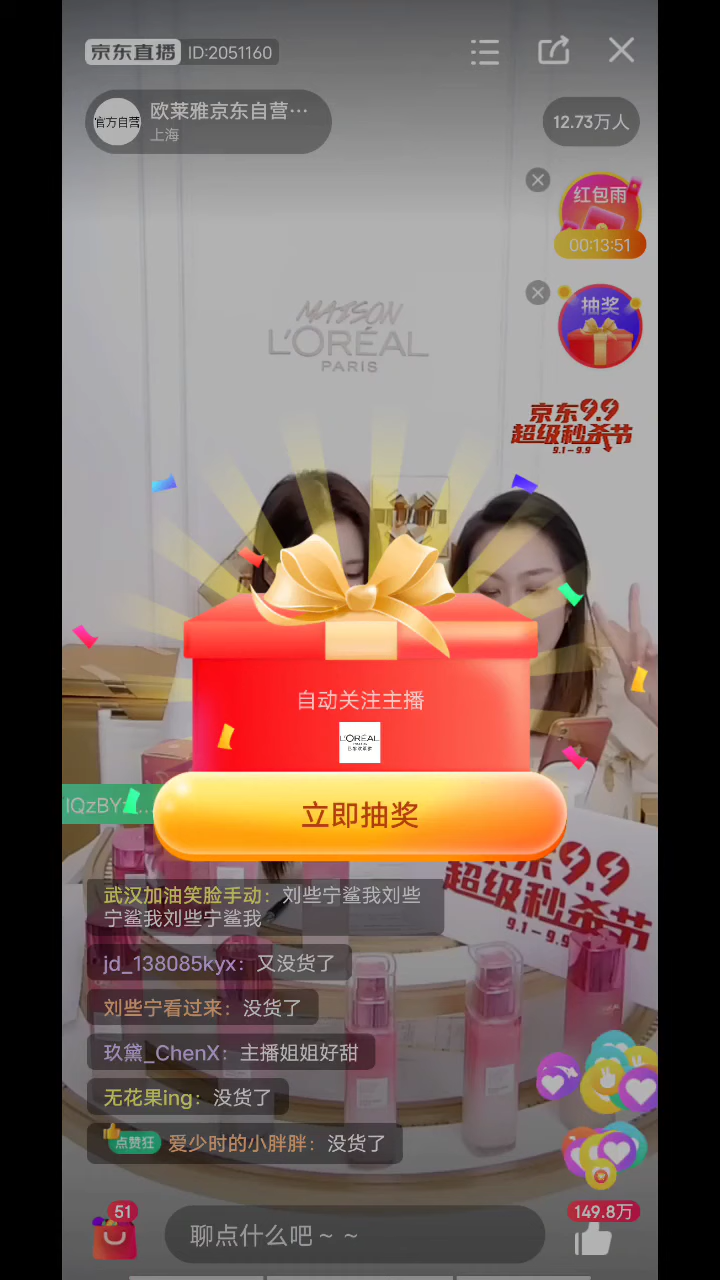 京东直播 ID:2051160
官方自营
欧莱雅京东自营···
上海
12.73万人
红包雨
00:13:51
抽奖
MAISON
L'ORÉAL
PARIS
京东9.9
超级秒杀节
9.1-9.9
自动关注主播
L'ORÉAL
立即抽奖
京东9.9
超级秒杀节
9.1-9.9
武汉加油笑脸手动：刘些宁鲨我刘些
宁鲨我刘些宁鲨我
jd_138085kyx：又没货了
刘些宁看过来：没货了
玖黛_ChenX：主播姐姐好甜
无花果ing：没货了
点赞狂 爱少时的小胖胖：没货了
51
聊点什么吧～～
149.8万